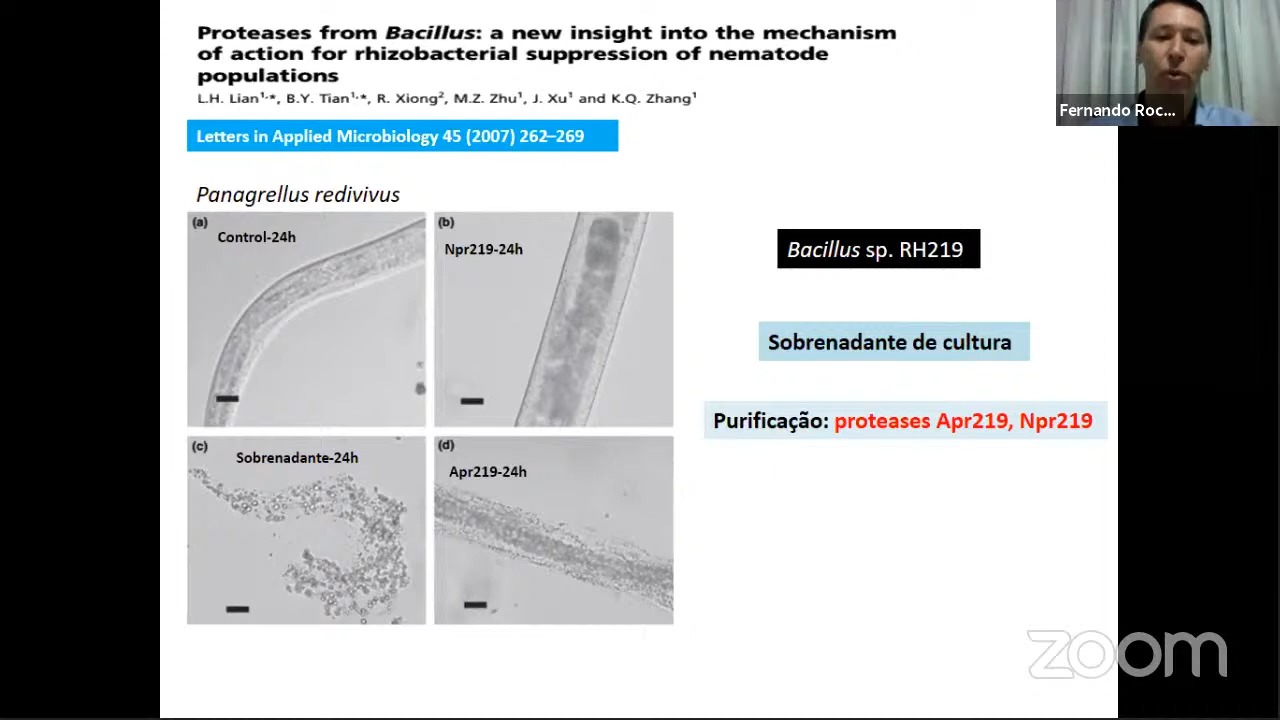 Proteases from Bacillus: a new insight into the mechanism
of action for rhizobacterial suppression of nematode
populations
L.H. Lian¹,*, B.Y. Tian¹,*, R. Xiong², M.Z. Zhu¹, J. Xu¹ and K.Q. Zhang¹
Letters in Applied Microbiology 45 (2007) 262–269
Fernando Roc...
Panagrellus redivivus
(a)
Control-24h
(b)
Npr219-24h
(c)
Sobrenadante-24h
(d)
Apr219-24h
Bacillus sp. RH219
Sobrenadante de cultura
Purificação: proteases Apr219, Npr219
zoom